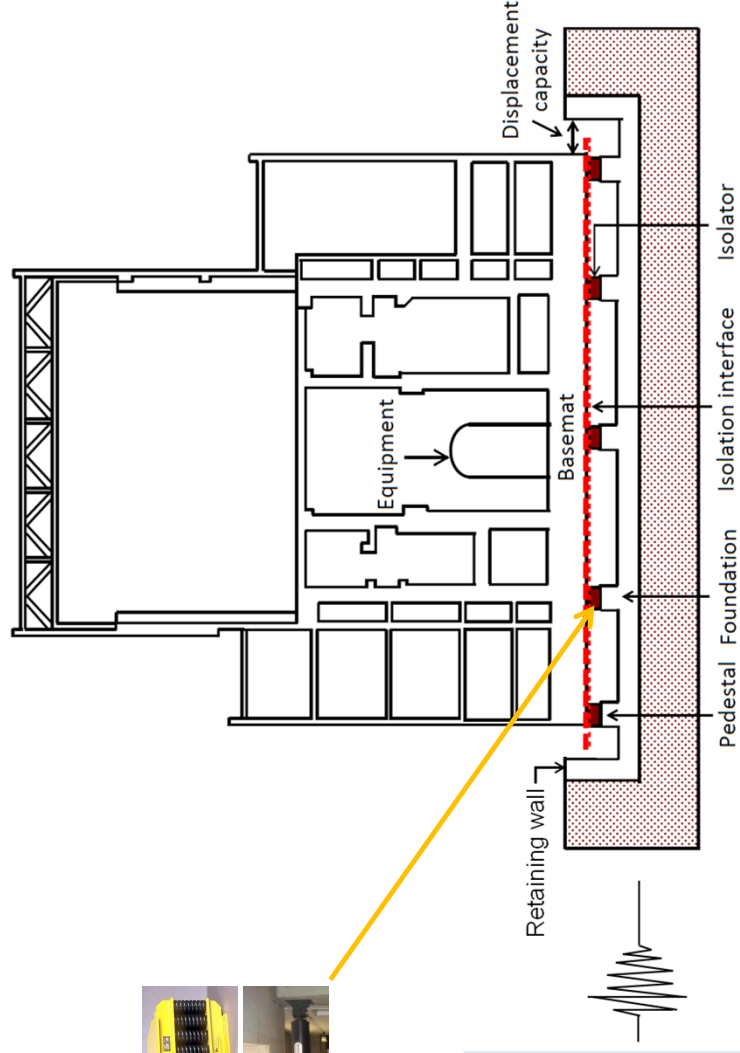 Displacement
capacity
Equipment
Basemat
Retaining wall
Pedestal
Foundation
Isolation interface
Isolator